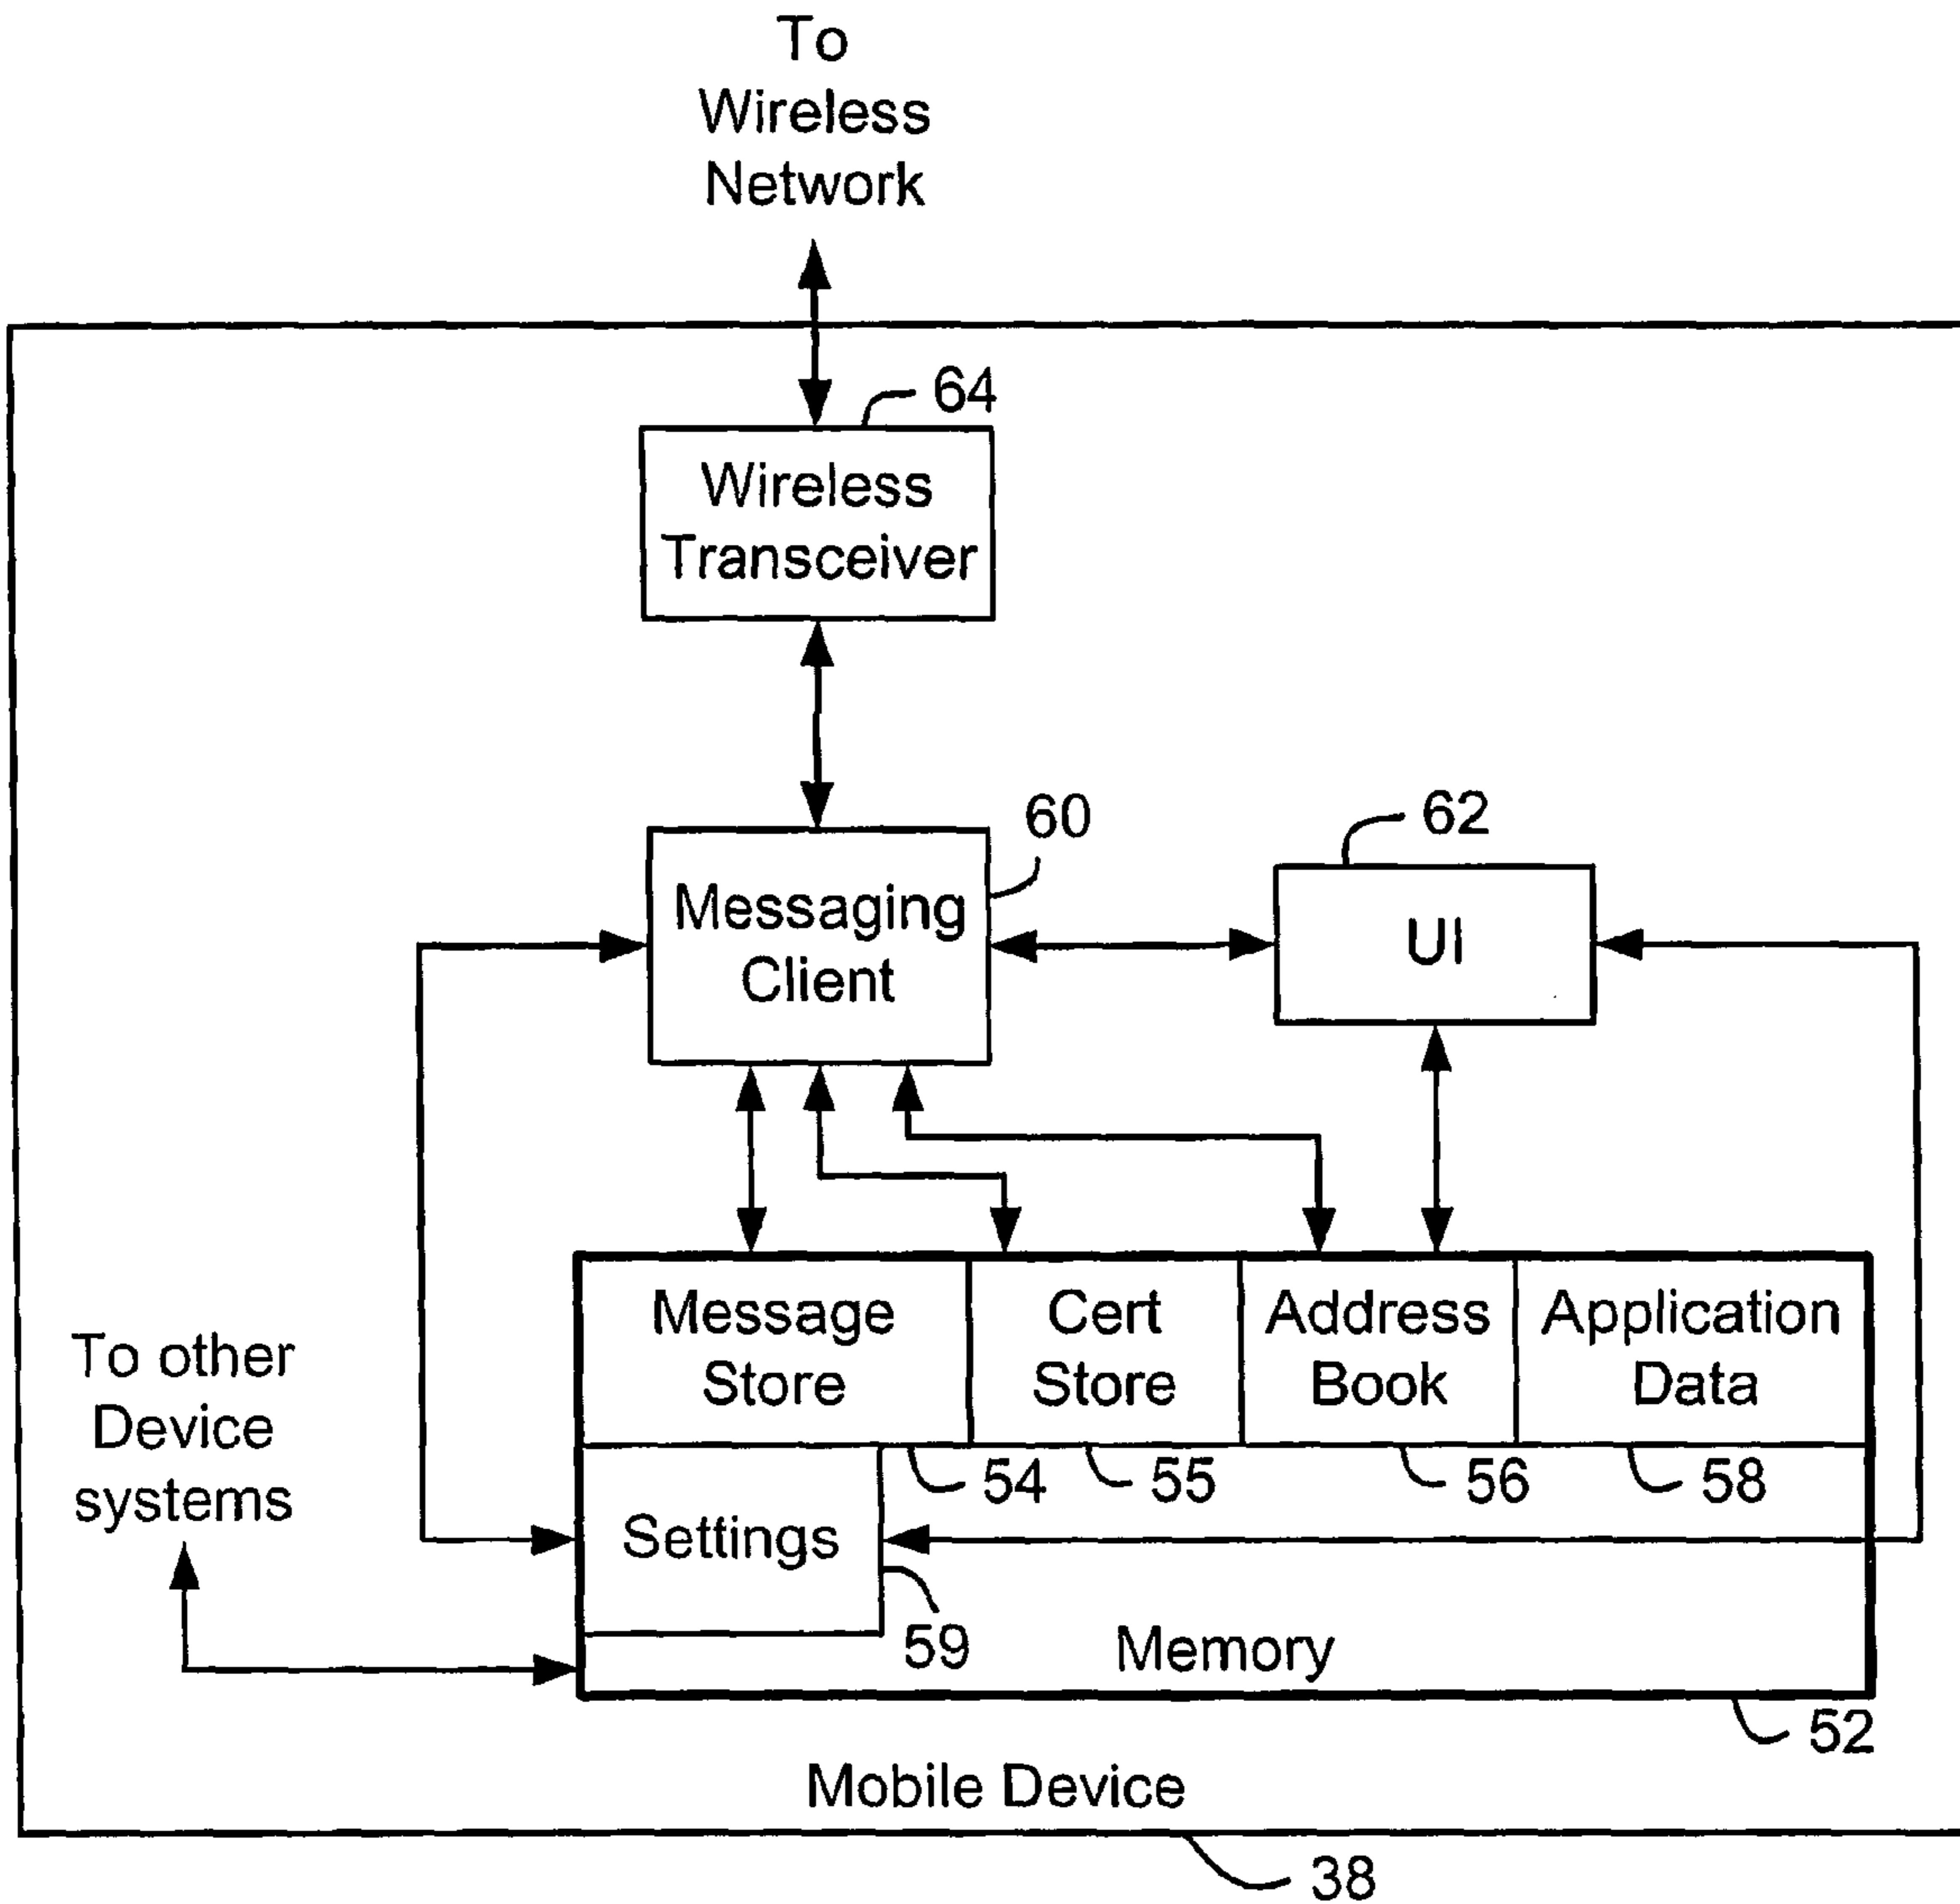 To
Wireless
Network
64
Wireless
Transceiver
60
62
Messaging
Client
UI
Message
Store
Cert
Store
Address
Book
Application
Data
To other
Device
systems
54
55
56
58
Settings
59
Memory
52
Mobile Device
38